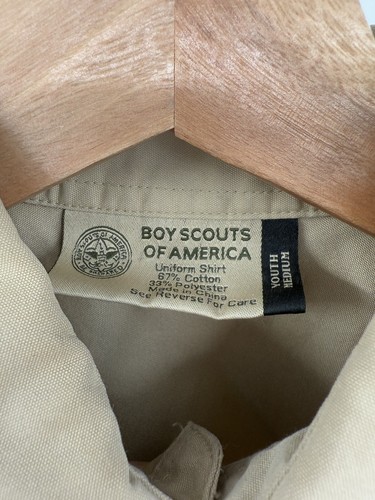 BOY SCOUTS
OF AMERICA
Uniform Shirt
67% Cotton
33% Polyester
Made in China
See Reverse For Care
YOUTH
MEDIUM